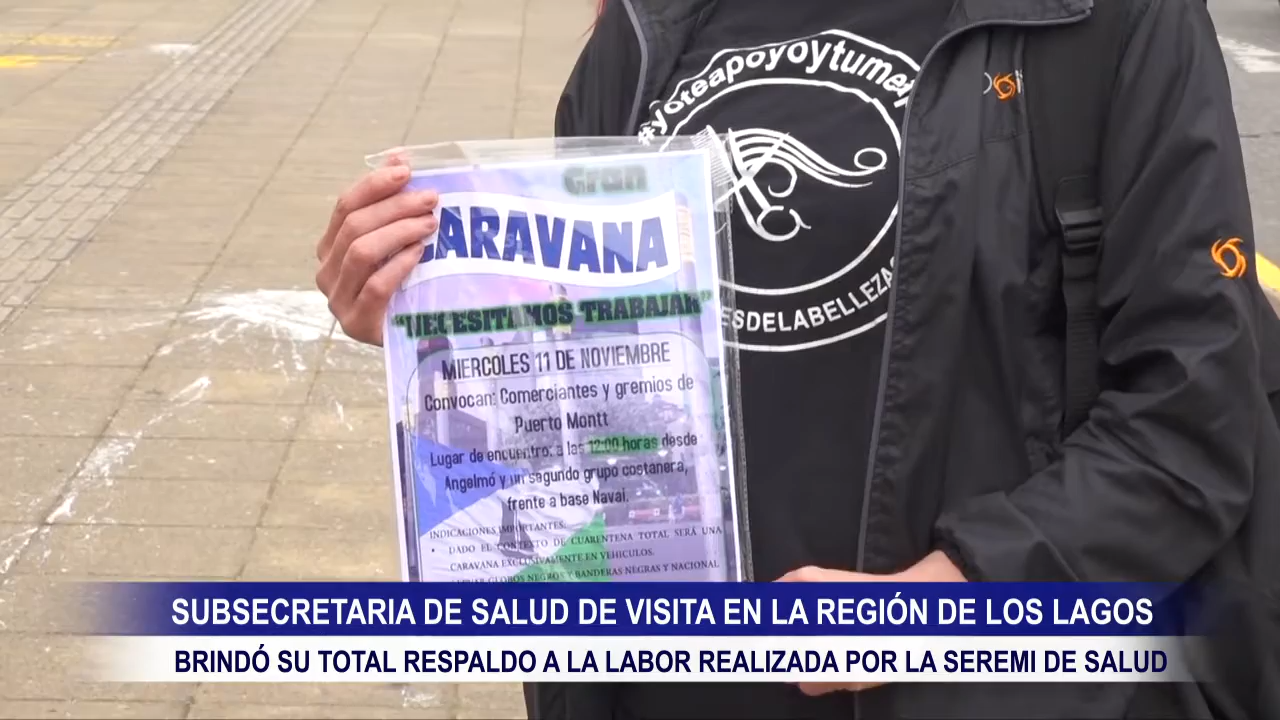 #yoteapoyoytume
ESDELABELLEZA
Gran
CARAVANA
"NECESITAMOS TRABAJAR"
MIERCOLES 11 DE NOVIEMBRE
Convocan: Comerciantes y gremios de
Puerto Montt
Lugar de encuentro: a las 12:00 horas desde
Angelmó y un segundo grupo costanera,
frente a base Naval.
INDICACIONES IMPORTANTES:
• DADO EL CONTEXTO DE CUARENTENA TOTAL SERÁ UNA
CARAVANA EXCLUSIVAMENTE EN VEHICULOS.
GLOBOS NEGROS Y BANDERAS NEGRAS Y NACIONAL
SUBSECRETARIA DE SALUD DE VISITA EN LA REGIÓN DE LOS LAGOS
BRINDÓ SU TOTAL RESPALDO A LA LABOR REALIZADA POR LA SEREMI DE SALUD